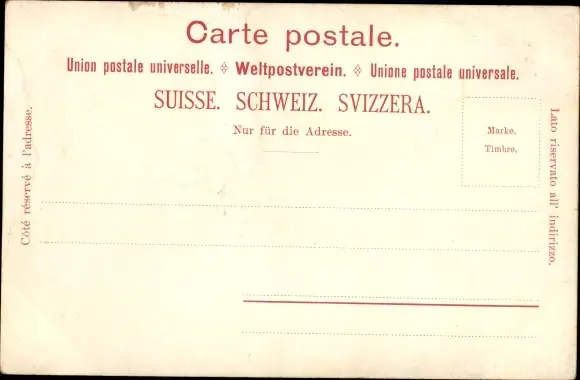 Carte postale.
Union postale universelle. ❖ Weltpostverein. ❖ Unione postale universale.
SUISSE. SCHWEIZ. SVIZZERA.
Nur für die Adresse.
Marke.
Timbre.
Côté réservé à l'adresse.
Lato riservato all' indirizzo.